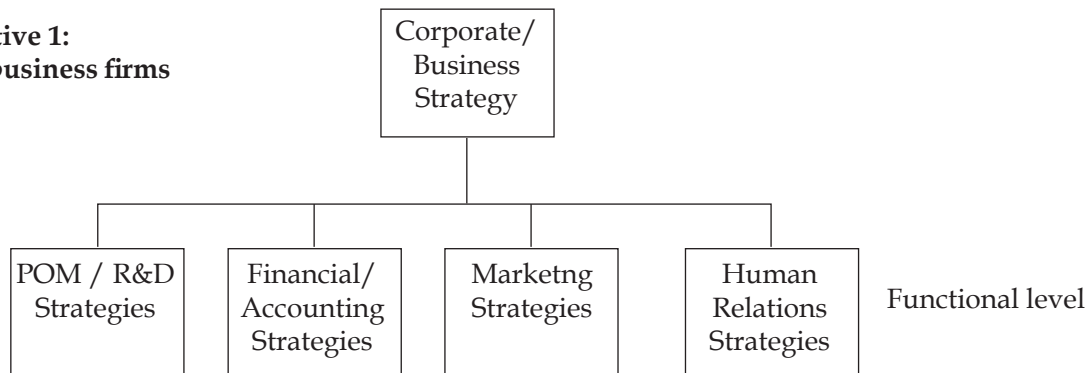 tive 1:
business firms
Corporate/
Business
Strategy
POM / R&D
Strategies
Financial/
Accounting
Strategies
Marketng
Strategies
Human
Relations
Strategies
Functional level